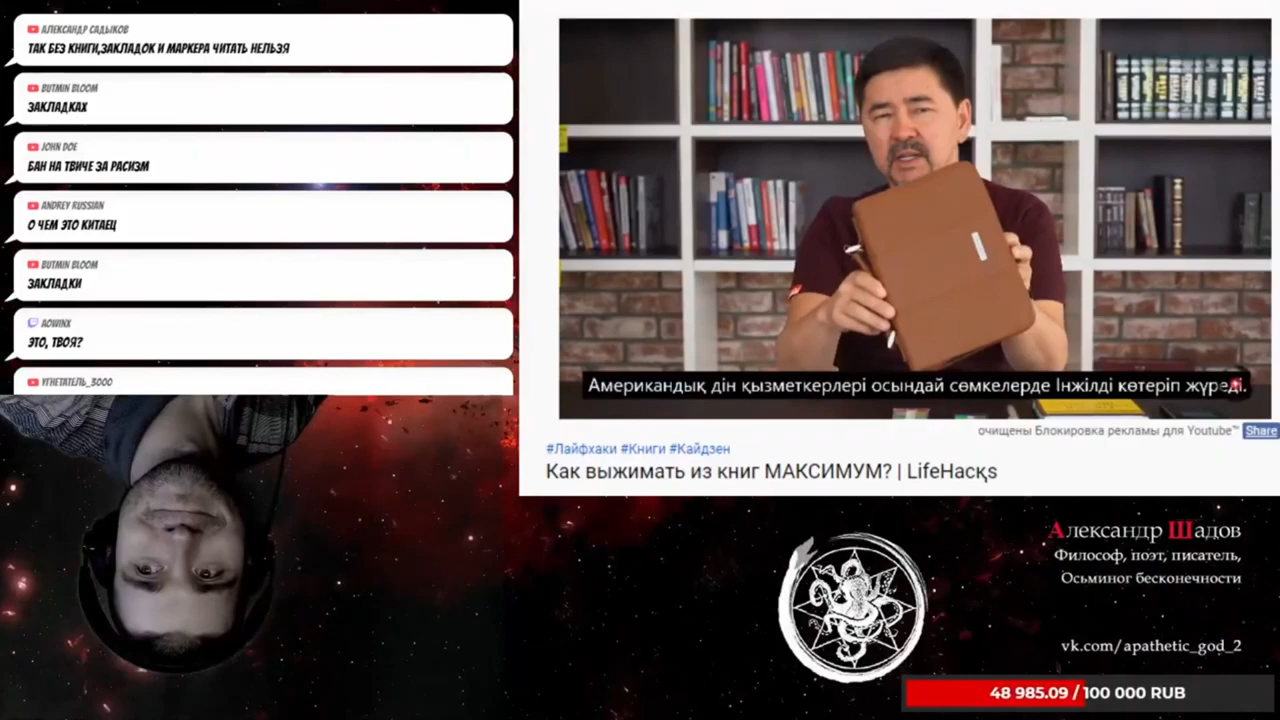 АЛЕКСАНДР САДЫКОВ
ТАК БЕЗ КНИГИ,ЗАКЛАДОК И МАРКЕРА ЧИТАТЬ НЕЛЬЗЯ
BUTMIN BLOOM
ЗАКЛАДКАХ
JOHN DOE
БАН НА ТВИЧЕ ЗА РАСИЗМ
ANDREY RUSSIAN
О ЧЕМ ЭТО КИТАЕЦ
BUTMIN BLOOM
ЗАКЛАДКИ
AOWINX
ЭТО, ТВОЯ?
УГНЕТАТЕЛЬ_3000
Американдық дін қызметкерлері осындай сөмкелерде Інжілді көтеріп жүреді.
очищены Блокировка рекламы для Youtube™ Share
#Лайфхаки #Книги #Кайдзен
Как выжимать из книг МАКСИМУМ? | LifeHacқs
Александр Шадов
Философ, поэт, писатель,
Осьминог бесконечности
vk.com/apathetic_god_2
48 985.09 / 100 000 RUB